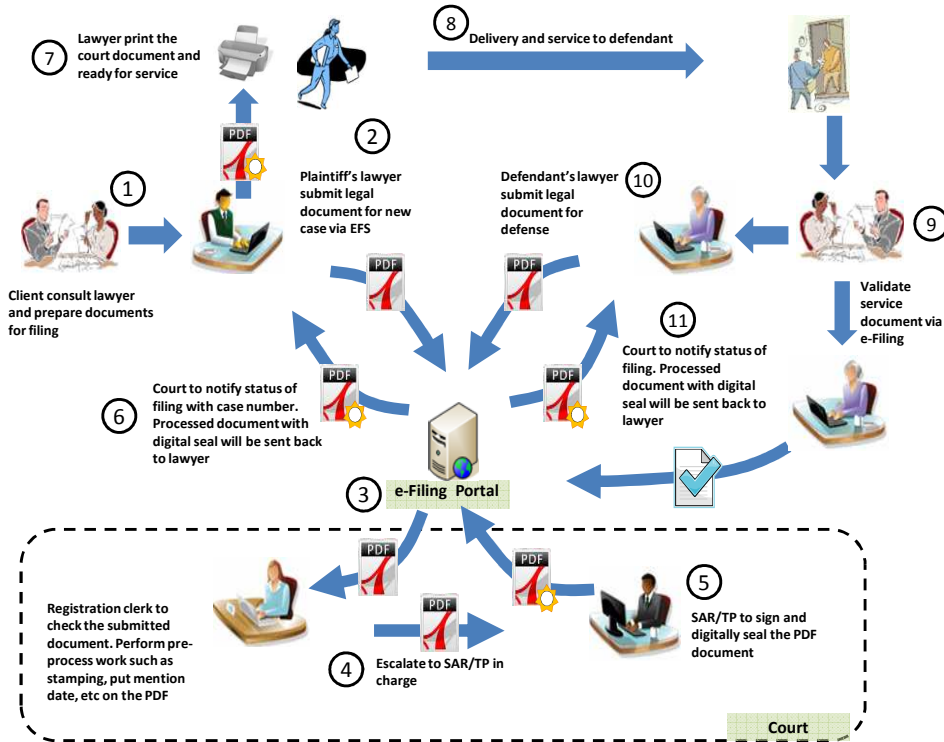 7
Lawyer print the
court document and
ready for service
8
Delivery and service to defendant
PDF
1
2
Plaintiff's lawyer
submit legal
document for new
case via EFS
Defendant's lawyer
submit legal
document for
defense
10
9
Client consult lawyer
and prepare documents
for filing
PDF
PDF
Validate
service
document via
e-Filing
11
Court to notify status of
filing. Processed
document with digital
seal will be sent back to
lawyer
PDF
PDF
6
Court to notify status of
filing with case number.
Processed document with
digital seal will be sent back
to lawyer
3
e-Filing Portal
PDF
PDF
5
SAR/TP to sign and
digitally seal the PDF
document
Registration clerk to
check the submitted
document. Perform pre-
process work such as
stamping, put mention
date, etc on the PDF
PDF
4
Escalate to SAR/TP in
charge
Court